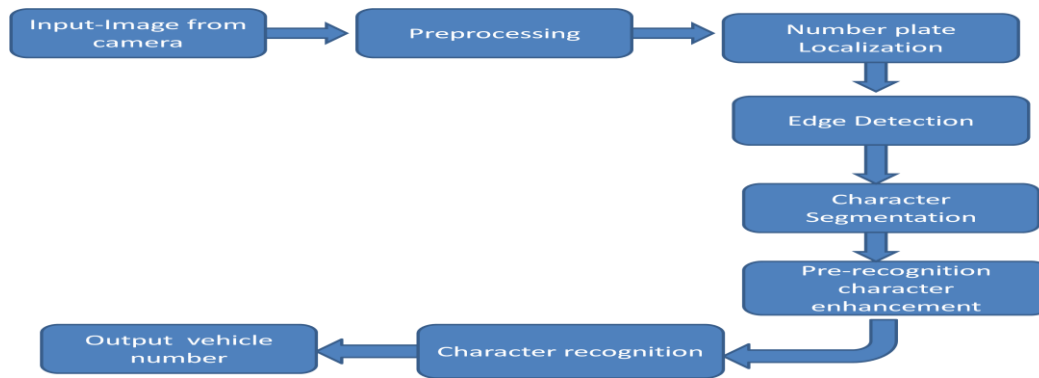 Input-Image from
camera
Preprocessing
Number plate
Localization
Edge Detection
Character
Segmentation
Pre-recognition
character
enhancement
Character recognition
Output vehicle
number